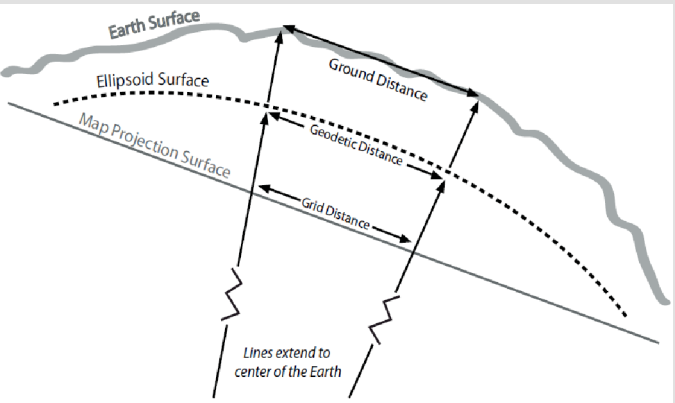 Earth Surface
Ellipsoid Surface
Ground Distance
Map Projection Surface
Geodetic Distance
Grid Distance
Lines extend to
center of the Earth